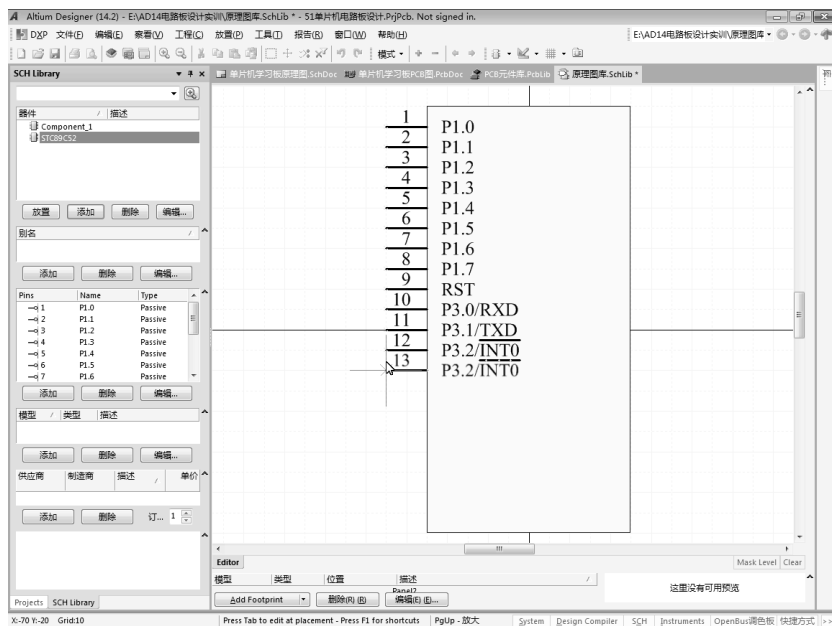 Altium Designer (14.2) - E:\AD14电路板设计实训\原理图库.SchLib * - 51单片机电路板设计.PrjPcb. Not signed in.
DXP 文件(F) 编辑(E) 察看(V) 工程(C) 放置(P) 工具(T) 报告(R) 窗口(W) 帮助(H) E:\AD14电路板设计实训\原理图库
模式
SCH Library
单片机学习板原理图.SchDoc 单片机学习板PCB图.PcbDoc PCB元件库.PcbLib 原理图库.SchLib *
器件 / 描述
Component_1
STC89C52
放置 添加 删除 编辑...
别名 /
添加 删除 编辑...
Pins Name Type
1 P1.0 Passive
2 P1.1 Passive
3 P1.2 Passive
4 P1.3 Passive
5 P1.4 Passive
6 P1.5 Passive
7 P1.6 Passive
添加 删除 编辑...
模型 / 类型 描述
添加 删除 编辑...
供应商 制造商 描述 / 单价
添加 删除 订... 1
Projects SCH Library
1 P1.0
2 P1.1
3 P1.2
4 P1.3
5 P1.4
6 P1.5
7 P1.6
8 P1.7
9 RST
10 P3.0/RXD
11 P3.1/TXD
12 P3.2/INT0
13 P3.2/INT0
Editor Mask Level Clear
模型 类型 位置 描述 /
Panel2
这里没有可用预览
Add Footprint 删除(R) (R) 编辑(E) (E)...
X:-70 Y:-20 Grid:10 Press Tab to edit at placement - Press F1 for shortcuts PgUp - 放大 System Design Compiler SCH Instruments OpenBus调色板 快捷方式 >>